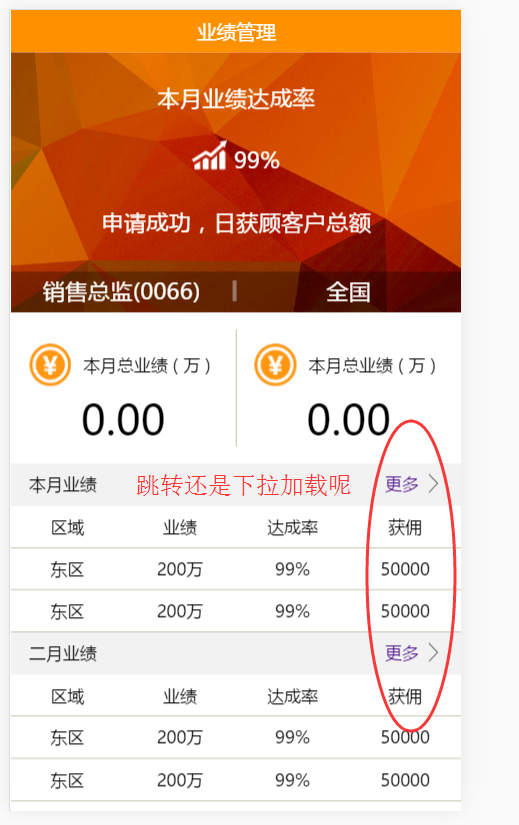 业绩管理
本月业绩达成率
99%
申请成功，日获顾客户总额
销售总监(0066) 全国
本月总业绩（万） 本月总业绩（万）
0.00 0.00
本月业绩 跳转还是下拉加载呢 更多
区域 业绩 达成率 获佣
东区 200万 99% 50000
东区 200万 99% 50000
二月业绩 更多
区域 业绩 达成率 获佣
东区 200万 99% 50000
东区 200万 99% 50000